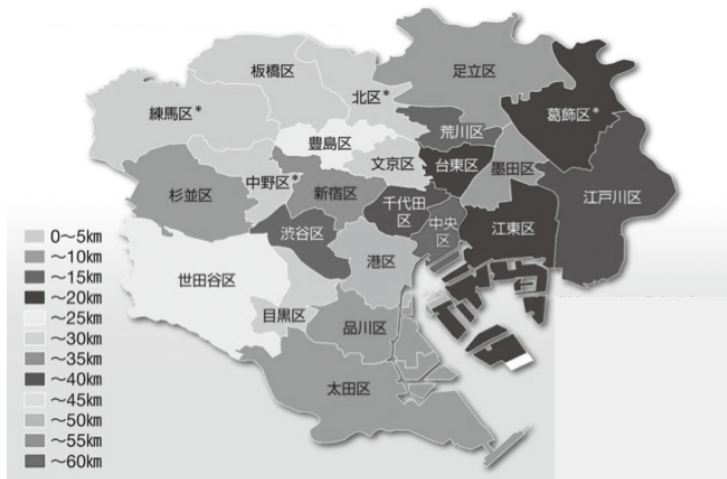 板橋区
足立区
北区*
練馬区*
葛飾区*
荒川区
豊島区
文京区
台東区
墨田区
中野区*
杉並区
新宿区
江戸川区
千代田
区
中央
区
江東区
渋谷区
港区
世田谷区
目黒区
品川区
太田区
0～5km
～10km
～15km
～20km
～25km
～30km
～35km
～40km
～45km
～50km
～55km
～60km